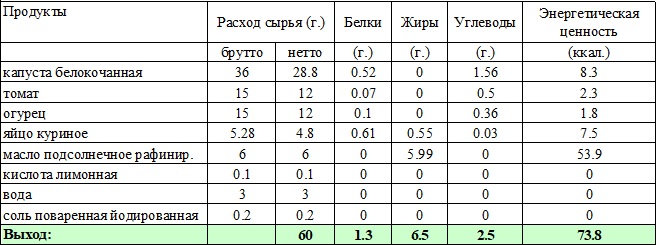 Продукты Расход сырья (г.) Белки Жиры Углеводы Энергетическая ценность
брутто нетто (г.) (г.) (г.) (ккал.)
капуста белокочанная 36 28.8 0.52 0 1.56 8.3
томат 15 12 0.07 0 0.5 2.3
огурец 15 12 0.1 0 0.36 1.8
яйцо куриное 5.28 4.8 0.61 0.55 0.03 7.5
масло подсолнечное рафинир. 6 6 0 5.99 0 53.9
кислота лимонная 0.1 0.1 0 0 0 0
вода 3 3 0 0 0 0
соль поваренная йодированная 0.2 0.2 0 0 0 0
Выход: 60 1.3 6.5 2.5 73.8